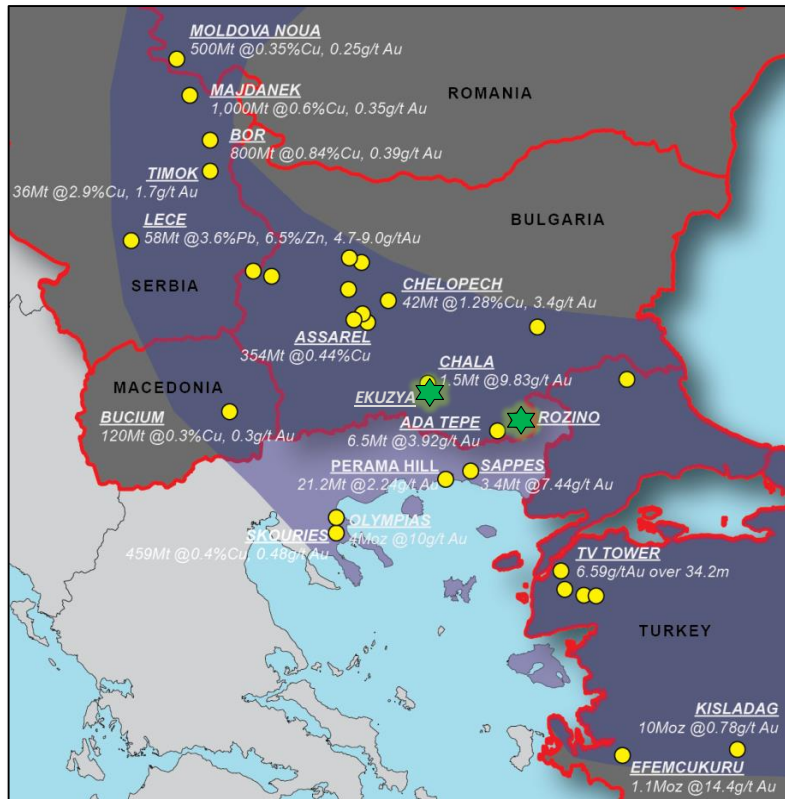 MOLDOVA NOUA
500Mt @0.35%Cu, 0.25g/t Au
MAJDANEK
1,000Mt @0.6%Cu, 0.35g/t Au
ROMANIA
BOR
800Mt @0.84%Cu, 0.39g/t Au
TIMOK
36Mt @2.9%Cu, 1.7g/t Au
LECE
58Mt @3.6%Pb, 6.5%/Zn, 4.7-9.0g/tAu
BULGARIA
SERBIA
CHELOPECH
42Mt @1.28%Cu, 3.4g/t Au
ASSAREL
354Mt @0.44%Cu
CHALA
1.5Mt @9.83g/t Au
MACEDONIA
EKUZYA
BUCIUM
120Mt @0.3%Cu, 0.3g/t Au
ADA TEPE
6.5Mt @3.92g/t Au
ROZINO
PERAMA HILL
21.2Mt @2.24g/t Au
SAPPES
3.4Mt @7.44g/t Au
OLYMPIAS
4Moz @10g/t Au
SKOURIES
459Mt @0.4%Cu, 0.48g/t Au
TV TOWER
6.59g/tAu over 34.2m
TURKEY
KISLADAG
10Moz @0.78g/t Au
EFEMCUKURU
1.1Moz @14.4g/t Au